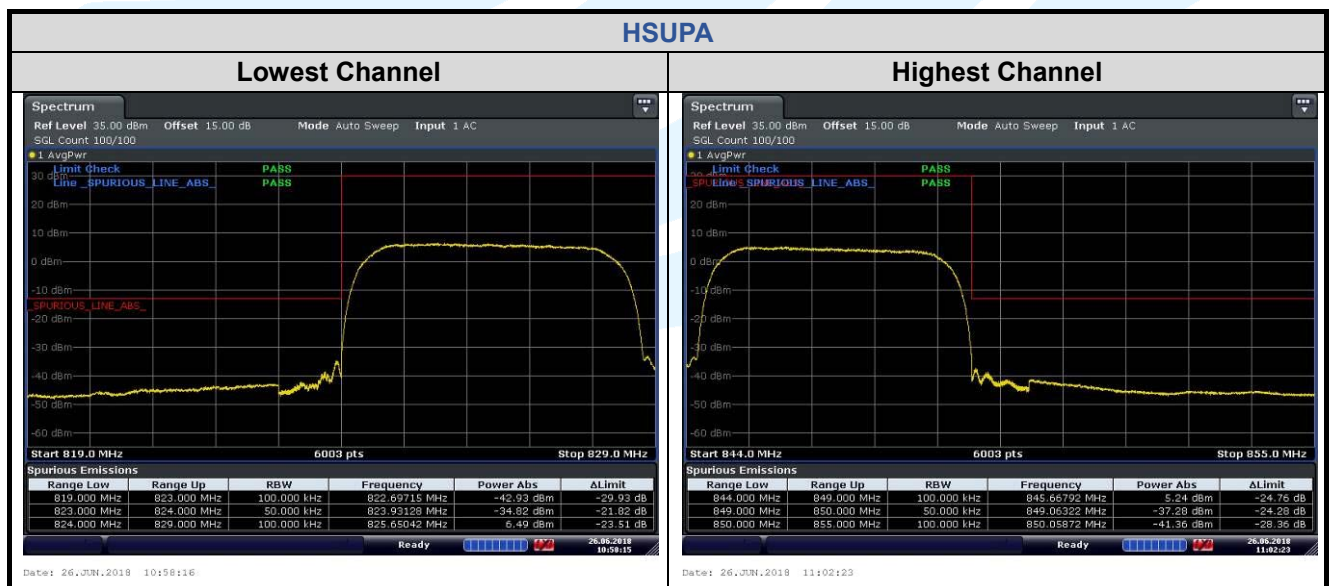 HSUPA
Lowest Channel
Highest Channel
Spectrum
Ref Level 35.00 dBm Offset 15.00 dB Mode Auto Sweep Input 1 AC
SGL Count 100/100
1 AvgPwr
Limit Check PASS
30 dBm
Line _SPURIOUS_LINE_ABS_ PASS
20 dBm
10 dBm
0 dBm
-10 dBm
_SPURIOUS_LINE_ABS_
-20 dBm
-30 dBm
-40 dBm
-50 dBm
-60 dBm
Start 819.0 MHz 6003 pts Stop 829.0 MHz
Spurious Emissions
Range Low Range Up RBW Frequency Power Abs ΔLimit
819.000 MHz 823.000 MHz 100.000 kHz 822.69715 MHz -42.93 dBm -29.93 dB
823.000 MHz 824.000 MHz 50.000 kHz 823.93128 MHz -34.82 dBm -21.82 dB
824.000 MHz 829.000 MHz 100.000 kHz 825.65042 MHz 6.49 dBm -23.51 dB
Ready 26.06.2018
10:58:15
Date: 26.JUN.2018 10:58:16
Spectrum
Ref Level 35.00 dBm Offset 15.00 dB Mode Auto Sweep Input 1 AC
SGL Count 100/100
1 AvgPwr
Limit Check PASS
Line _SPURIOUS_LINE_ABS_ PASS
20 dBm
10 dBm
0 dBm
-10 dBm
-20 dBm
-30 dBm
-40 dBm
-50 dBm
-60 dBm
Start 844.0 MHz 6003 pts Stop 855.0 MHz
Spurious Emissions
Range Low Range Up RBW Frequency Power Abs ΔLimit
844.000 MHz 849.000 MHz 100.000 kHz 845.66792 MHz 5.24 dBm -24.76 dB
849.000 MHz 850.000 MHz 50.000 kHz 849.06322 MHz -37.28 dBm -24.28 dB
850.000 MHz 855.000 MHz 100.000 kHz 850.05872 MHz -41.36 dBm -28.36 dB
Ready 26.06.2018
11:02:23
Date: 26.JUN.2018 11:02:23